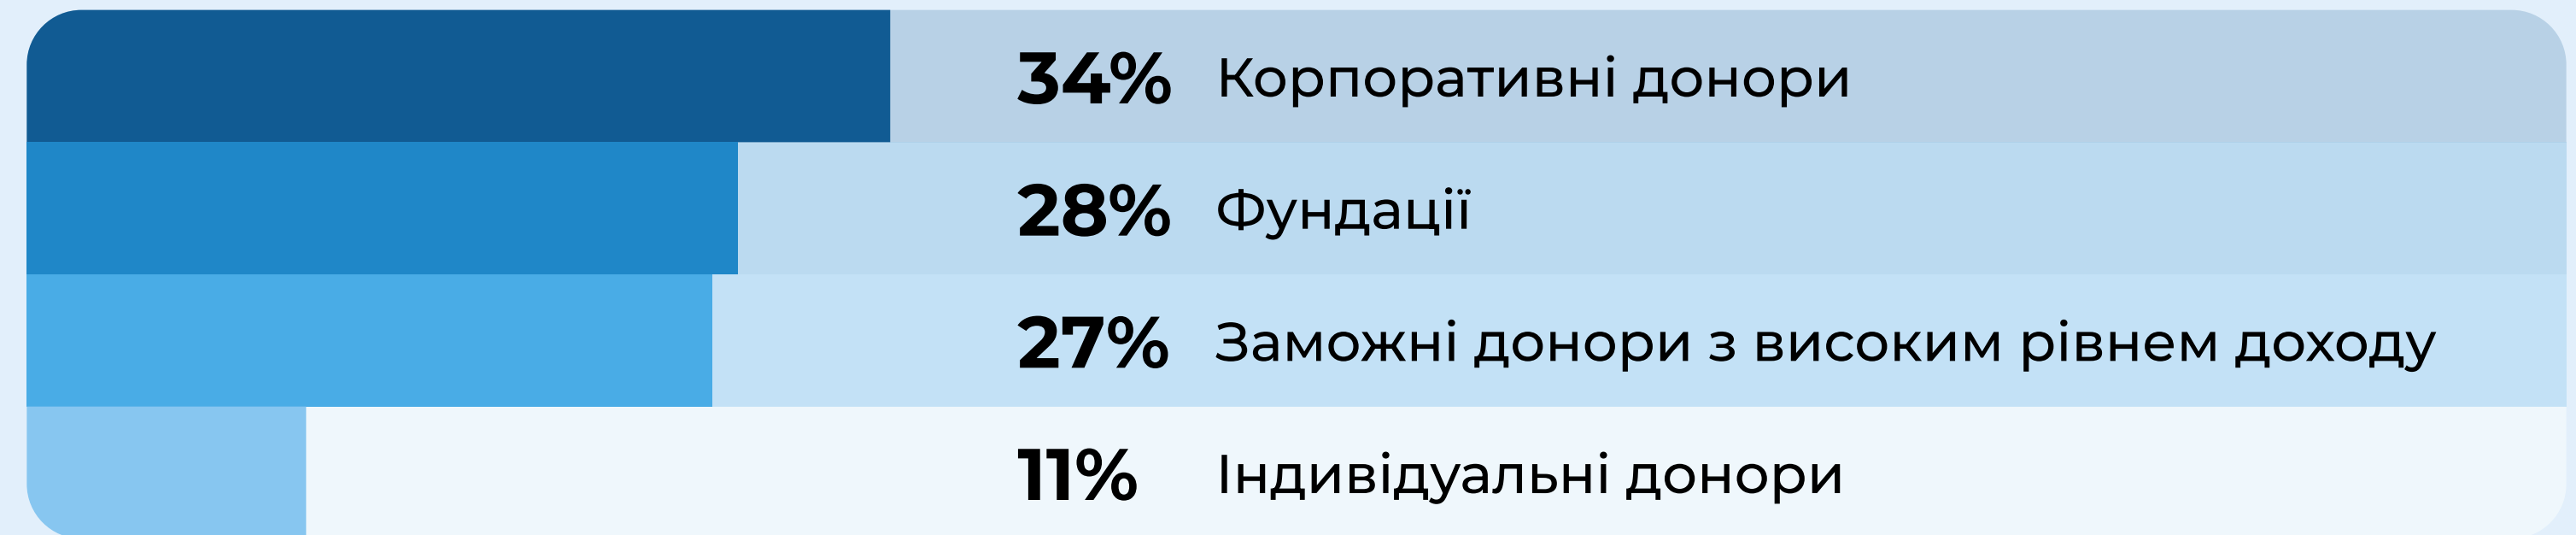 34% Корпоративні донори
28% Фундації
27% Заможні донори з високим рівнем доходу
11% Індивідуальні донори